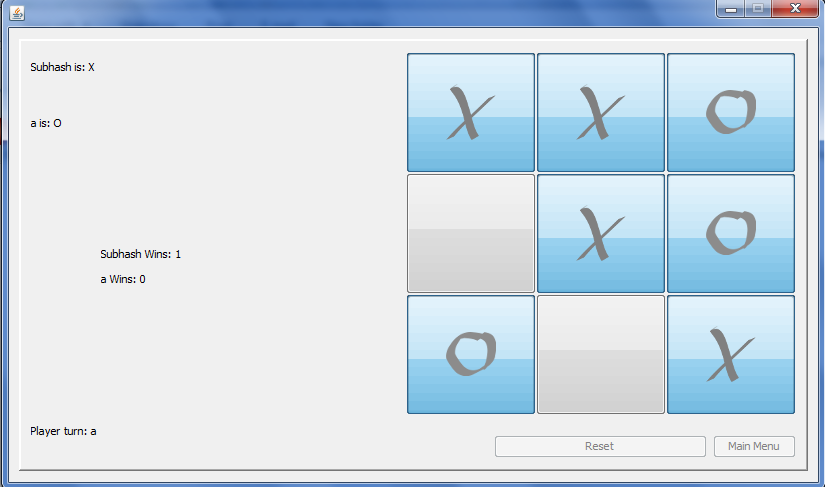 Subhash is: X
X X O
a is: O
X O
Subhash Wins: 1
a Wins: 0
O X
Player turn: a
Reset Main Menu